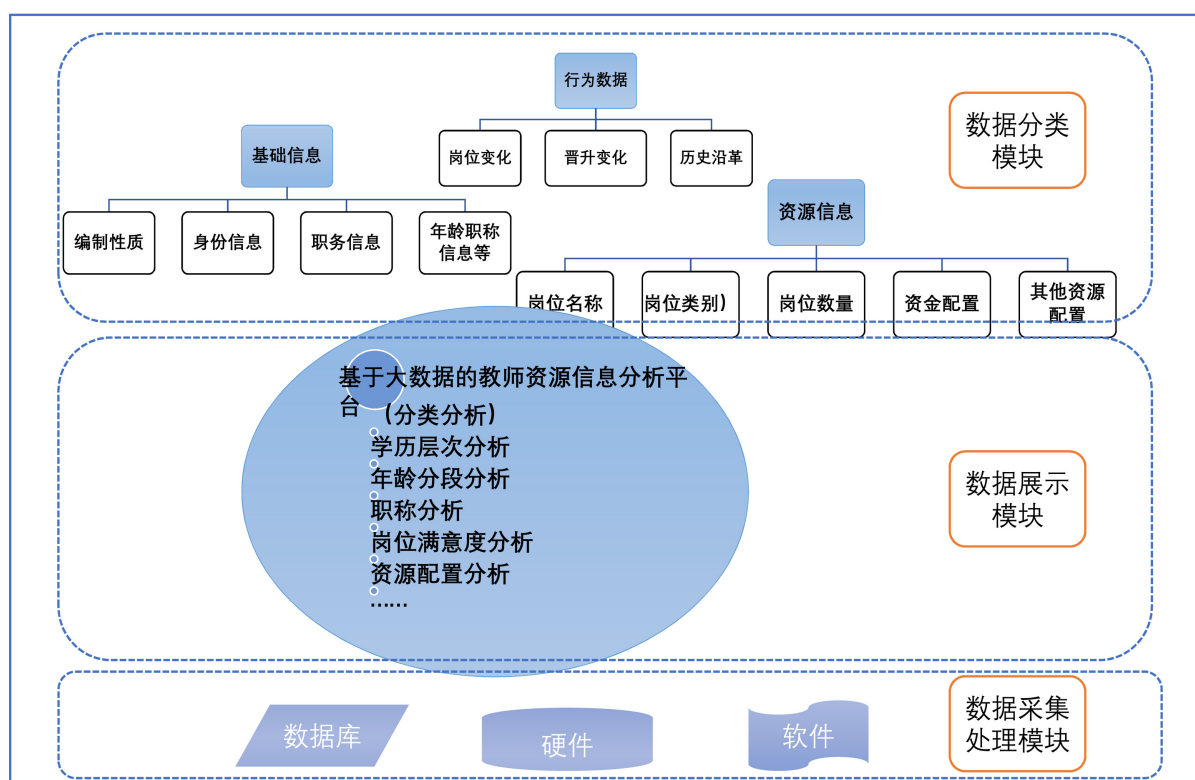 行为数据
岗位变化
晋升变化
历史沿革
基础信息
编制性质
身份信息
职务信息
年龄职称
信息等
资源信息
岗位名称
岗位类别）
岗位数量
资金配置
其他资源
配置
数据分类
模块
基于大数据的教师资源信息分析平
台
（分类分析）
学历层次分析
年龄分段分析
职称分析
岗位满意度分析
资源配置分析
……
数据展示
模块
数据库
硬件
软件
数据采集
处理模块